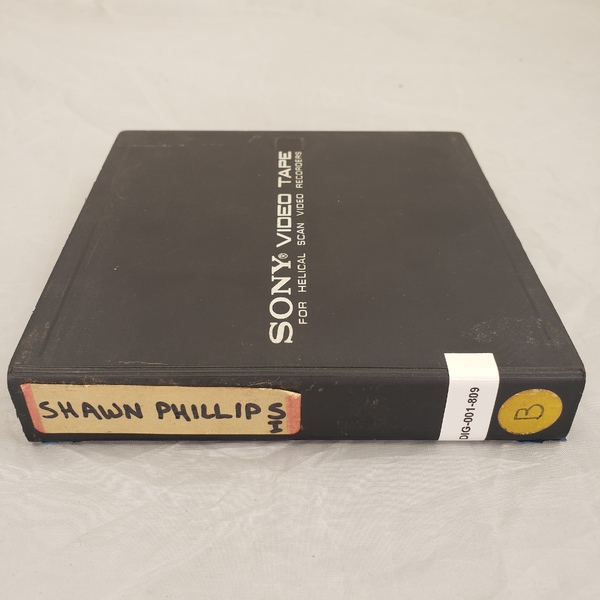 SONY® VIDEO TAPE
FOR HELICAL SCAN VIDEO RECORDERS
SHAWN PHILLIPS
H
DIG-001-809
B